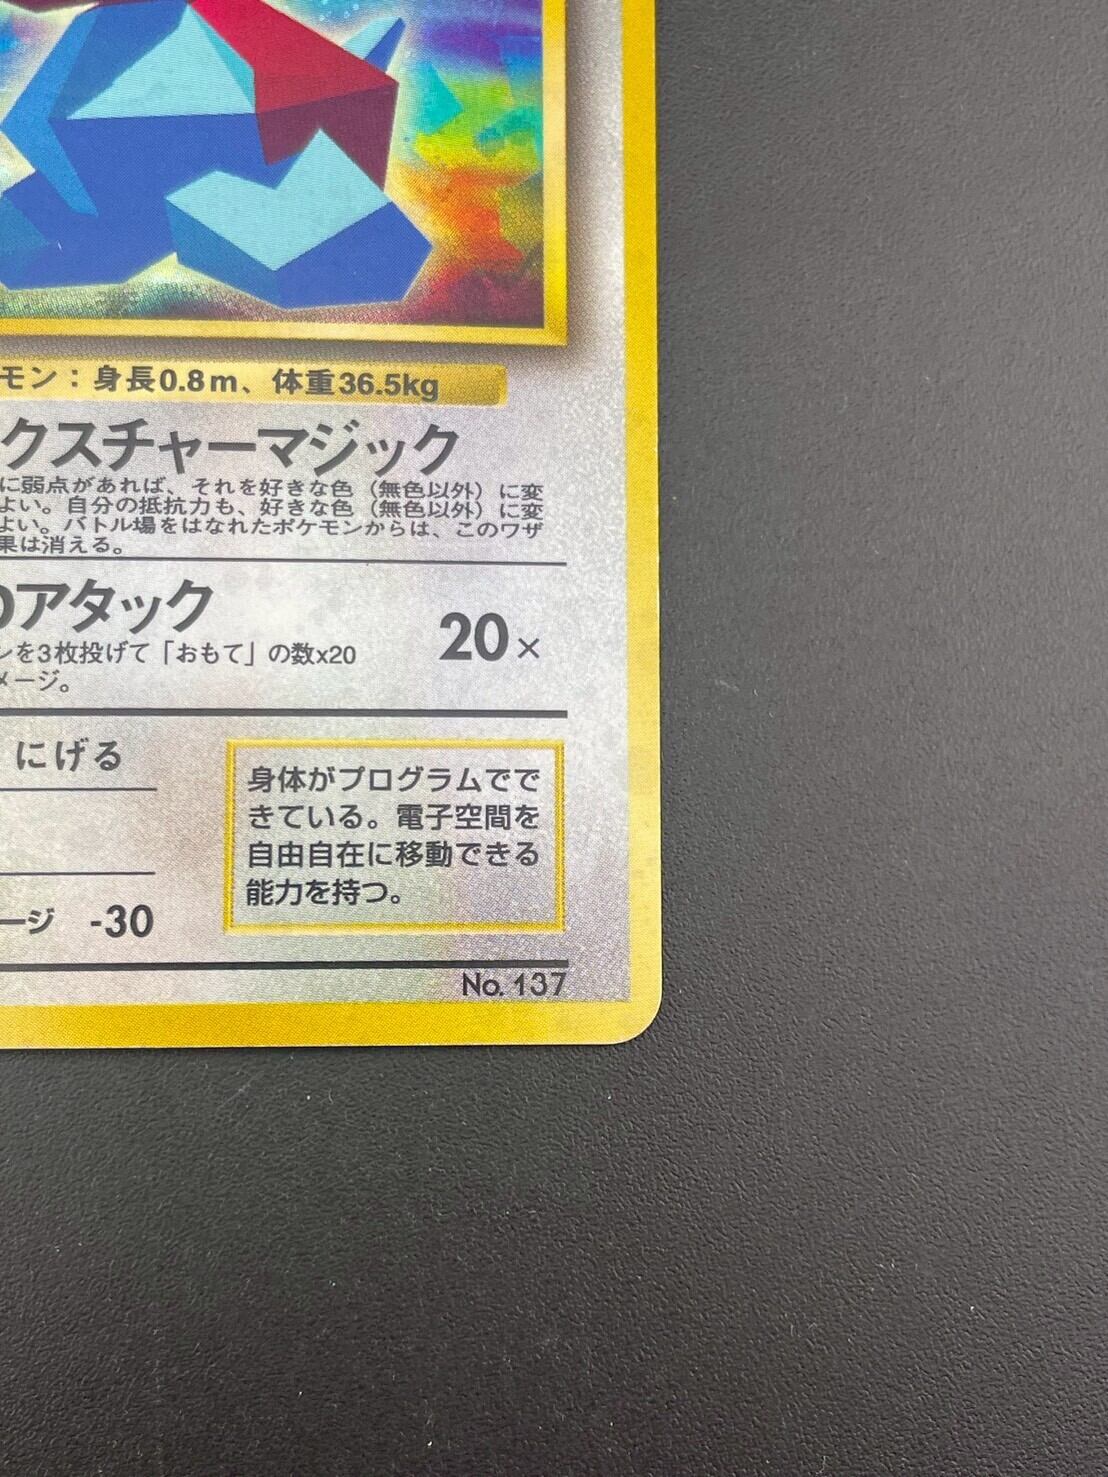 モン：身長0.8m、体重36.5kg
クスチャーマジック
に弱点があれば、それを好きな色（無色以外）に変
よい。自分の抵抗力も、好きな色（無色以外）に変
よい。バトル場をはなれたポケモンからは、このワザ
果は消える。
のアタック
20×
ンを3枚投げて「おもて」の数x20
メージ。
にげる
身体がプログラムでで
きている。電子空間を
自由自在に移動できる
能力を持つ。
ージ -30
No. 137